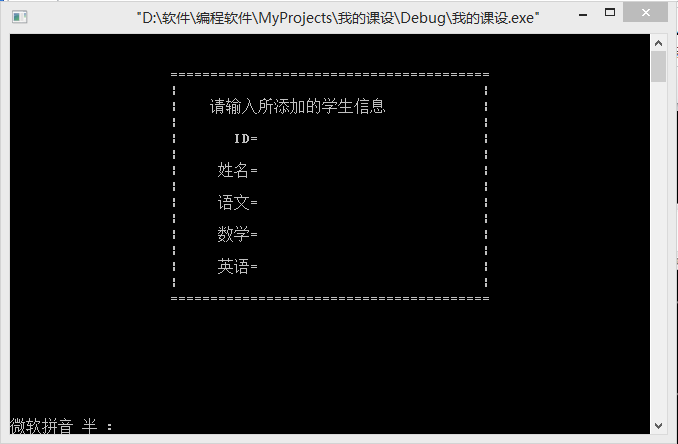 "D:\软件\编程软件\MyProjects\我的课设\Debug\我的课设.exe"
请输入所添加的学生信息
ID=
姓名=
语文=
数学=
英语=
微软拼音 半 :